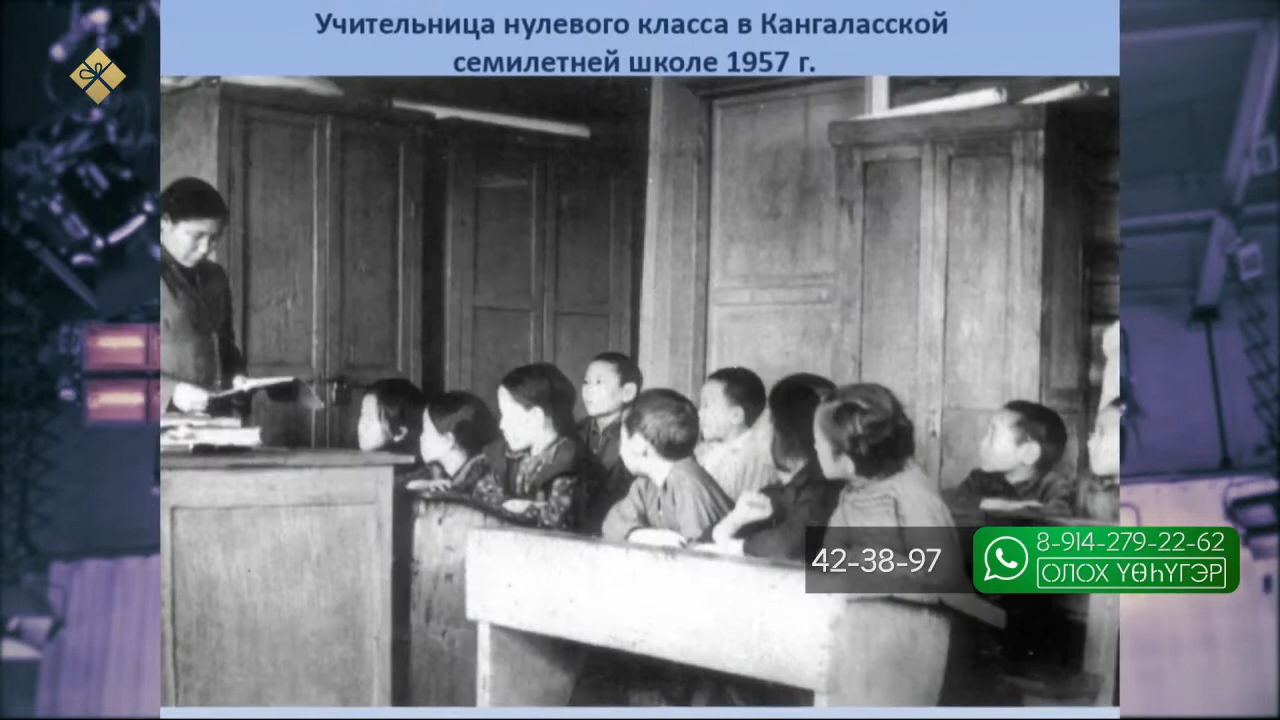 Учительница нулевого класса в Кангаласской
семилетней школе 1957 г.
42-38-97
8-914-279-22-62
ОЛОХ ҮӨҺҮГЭР